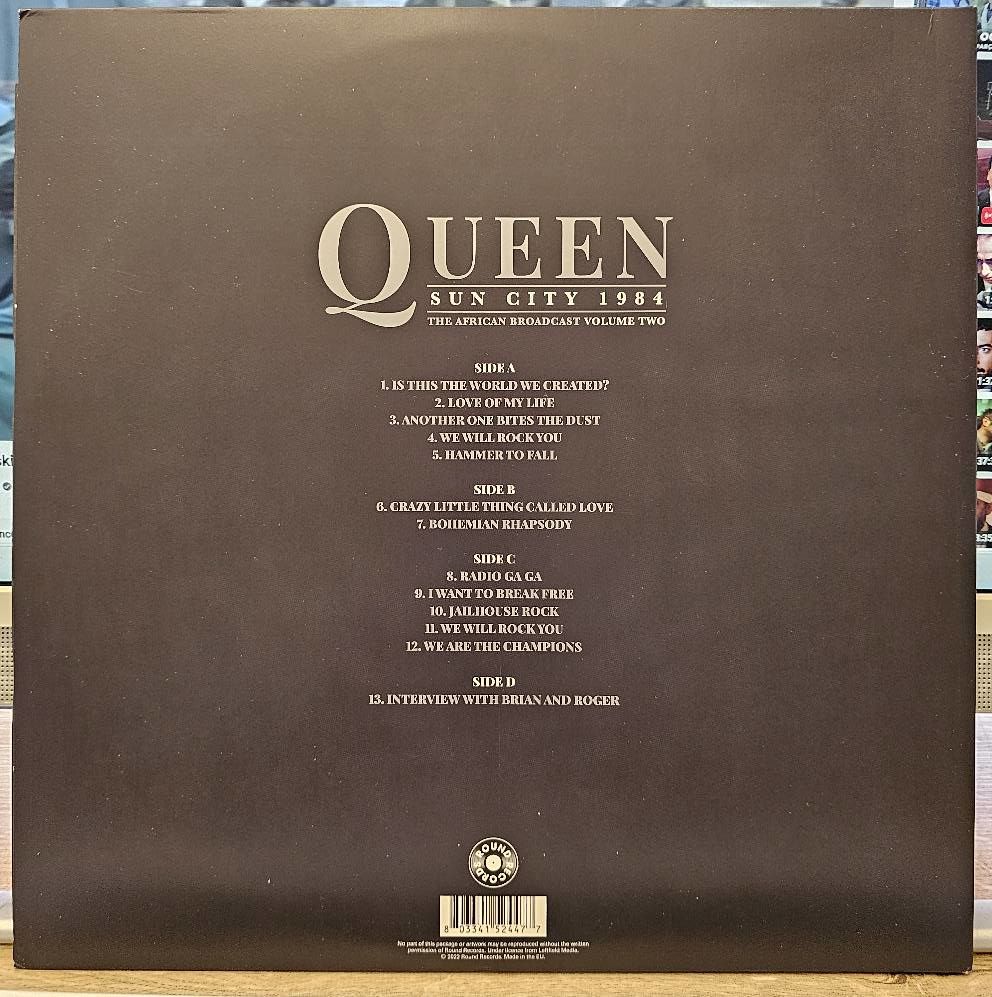 QUEEN
SUN CITY 1984
THE AFRICAN BROADCAST VOLUME TWO
SIDE A
1. IS THIS THE WORLD WE CREATED?
2. LOVE OF MY LIFE
3. ANOTHER ONE BITES THE DUST
4. WE WILL ROCK YOU
5. HAMMER TO FALL
SIDE B
6. CRAZY LITTLE THING CALLED LOVE
7. BOHEMIAN RHAPSODY
SIDE C
8. RADIO GA GA
9. I WANT TO BREAK FREE
10. JAILHOUSE ROCK
11. WE WILL ROCK YOU
12. WE ARE THE CHAMPIONS
SIDE D
13. INTERVIEW WITH BRIAN AND ROGER
ROUND RECORDS
8 03341 52447 7
No part of this package or artwork may be reproduced without the written
permission of Round Records. Under licence from Leftfield Media.
© 2022 Round Records. Made in the EU.